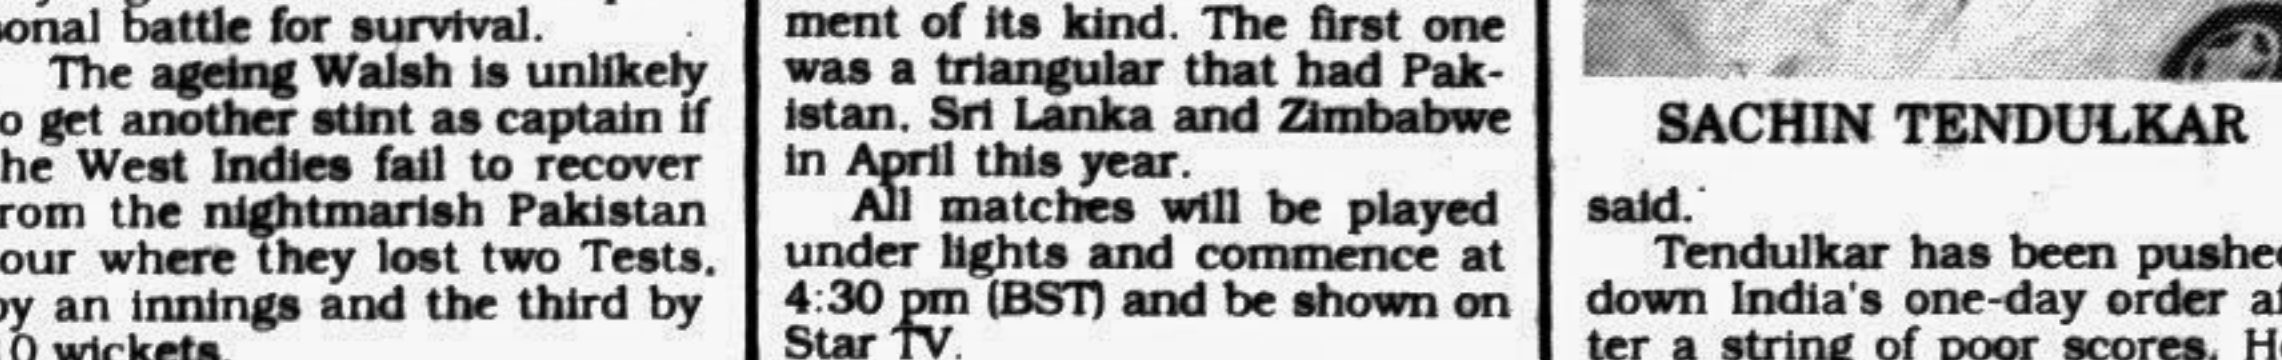 onal battle for survival.
The ageing Walsh is unlikely
o get another stint as captain if
he West Indies fail to recover
rom the nightmarish Pakistan
our where they lost two Tests,
by an innings and the third by
0 wickets.
ment of its kind. The first one
was a triangular that had Pak-
istan, Sri Lanka and Zimbabwe
in April this year.
All matches will be played
under lights and commence at
4:30 pm (BST) and be shown on
Star TV.
SACHIN TENDULKAR
said.
Tendulkar has been pushed
down India's one-day order af
ter a string of poor scores. He